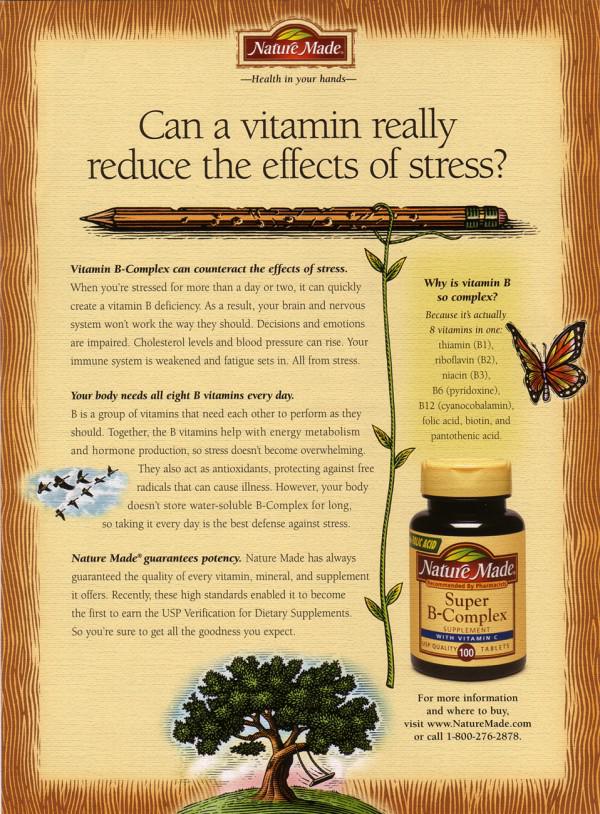 Nature Made®
—Health in your hands—
Can a vitamin really
reduce the effects of stress?
Vitamin B-Complex can counteract the effects of stress.
When you're stressed for more than a day or two, it can quickly
create a vitamin B deficiency. As a result, your brain and nervous
system won't work the way they should. Decisions and emotions
are impaired. Cholesterol levels and blood pressure can rise. Your
immune system is weakened and fatigue sets in. All from stress.
Your body needs all eight B vitamins every day.
B is a group of vitamins that need each other to perform as they
should. Together, the B vitamins help with energy metabolism
and hormone production, so stress doesn't become overwhelming.
They also act as antioxidants, protecting against free
radicals that can cause illness. However, your body
doesn't store water-soluble B-Complex for long,
so taking it every day is the best defense against stress.
Nature Made® guarantees potency. Nature Made has always
guaranteed the quality of every vitamin, mineral, and supplement
it offers. Recently, these high standards enabled it to become
the first to earn the USP Verification for Dietary Supplements.
So you're sure to get all the goodness you expect.
Why is vitamin B
so complex?
Because it's actually
8 vitamins in one:
thiamin (B1),
riboflavin (B2),
niacin (B3),
B6 (pyridoxine),
B12 (cyanocobalamin),
folic acid, biotin, and
pantothenic acid.
FOLIC ACID
Nature Made®
Recommended By Pharmacists
Super
B-Complex
SUPPLEMENT
WITH VITAMIN C
USP QUALITY 100 TABLETS
For more information
and where to buy,
visit www.NatureMade.com
or call 1-800-276-2878.